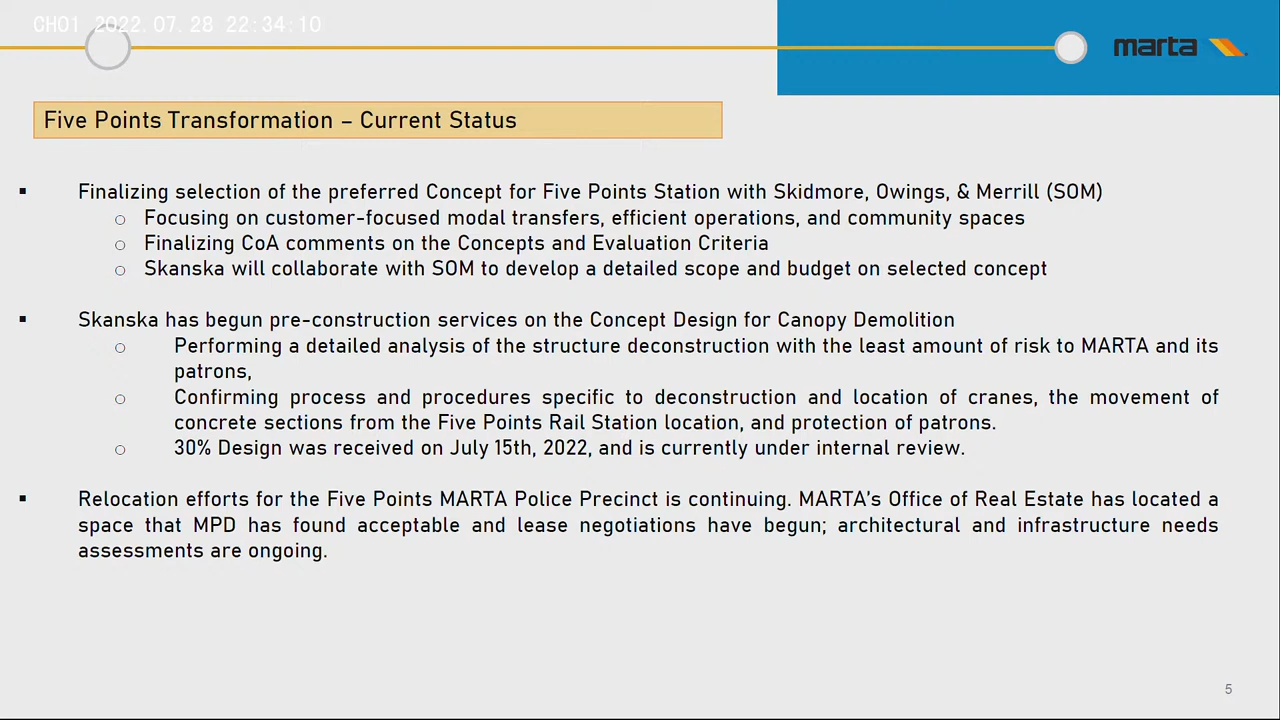 CH01 2022.07.28 22:34:10
marta
Five Points Transformation – Current Status
▪ Finalizing selection of the preferred Concept for Five Points Station with Skidmore, Owings, & Merrill (SOM)
○ Focusing on customer-focused modal transfers, efficient operations, and community spaces
○ Finalizing CoA comments on the Concepts and Evaluation Criteria
○ Skanska will collaborate with SOM to develop a detailed scope and budget on selected concept
▪ Skanska has begun pre-construction services on the Concept Design for Canopy Demolition
○ Performing a detailed analysis of the structure deconstruction with the least amount of risk to MARTA and its
patrons,
○ Confirming process and procedures specific to deconstruction and location of cranes, the movement of
concrete sections from the Five Points Rail Station location, and protection of patrons.
○ 30% Design was received on July 15th, 2022, and is currently under internal review.
▪ Relocation efforts for the Five Points MARTA Police Precinct is continuing. MARTA’s Office of Real Estate has located a
space that MPD has found acceptable and lease negotiations have begun; architectural and infrastructure needs
assessments are ongoing.
5